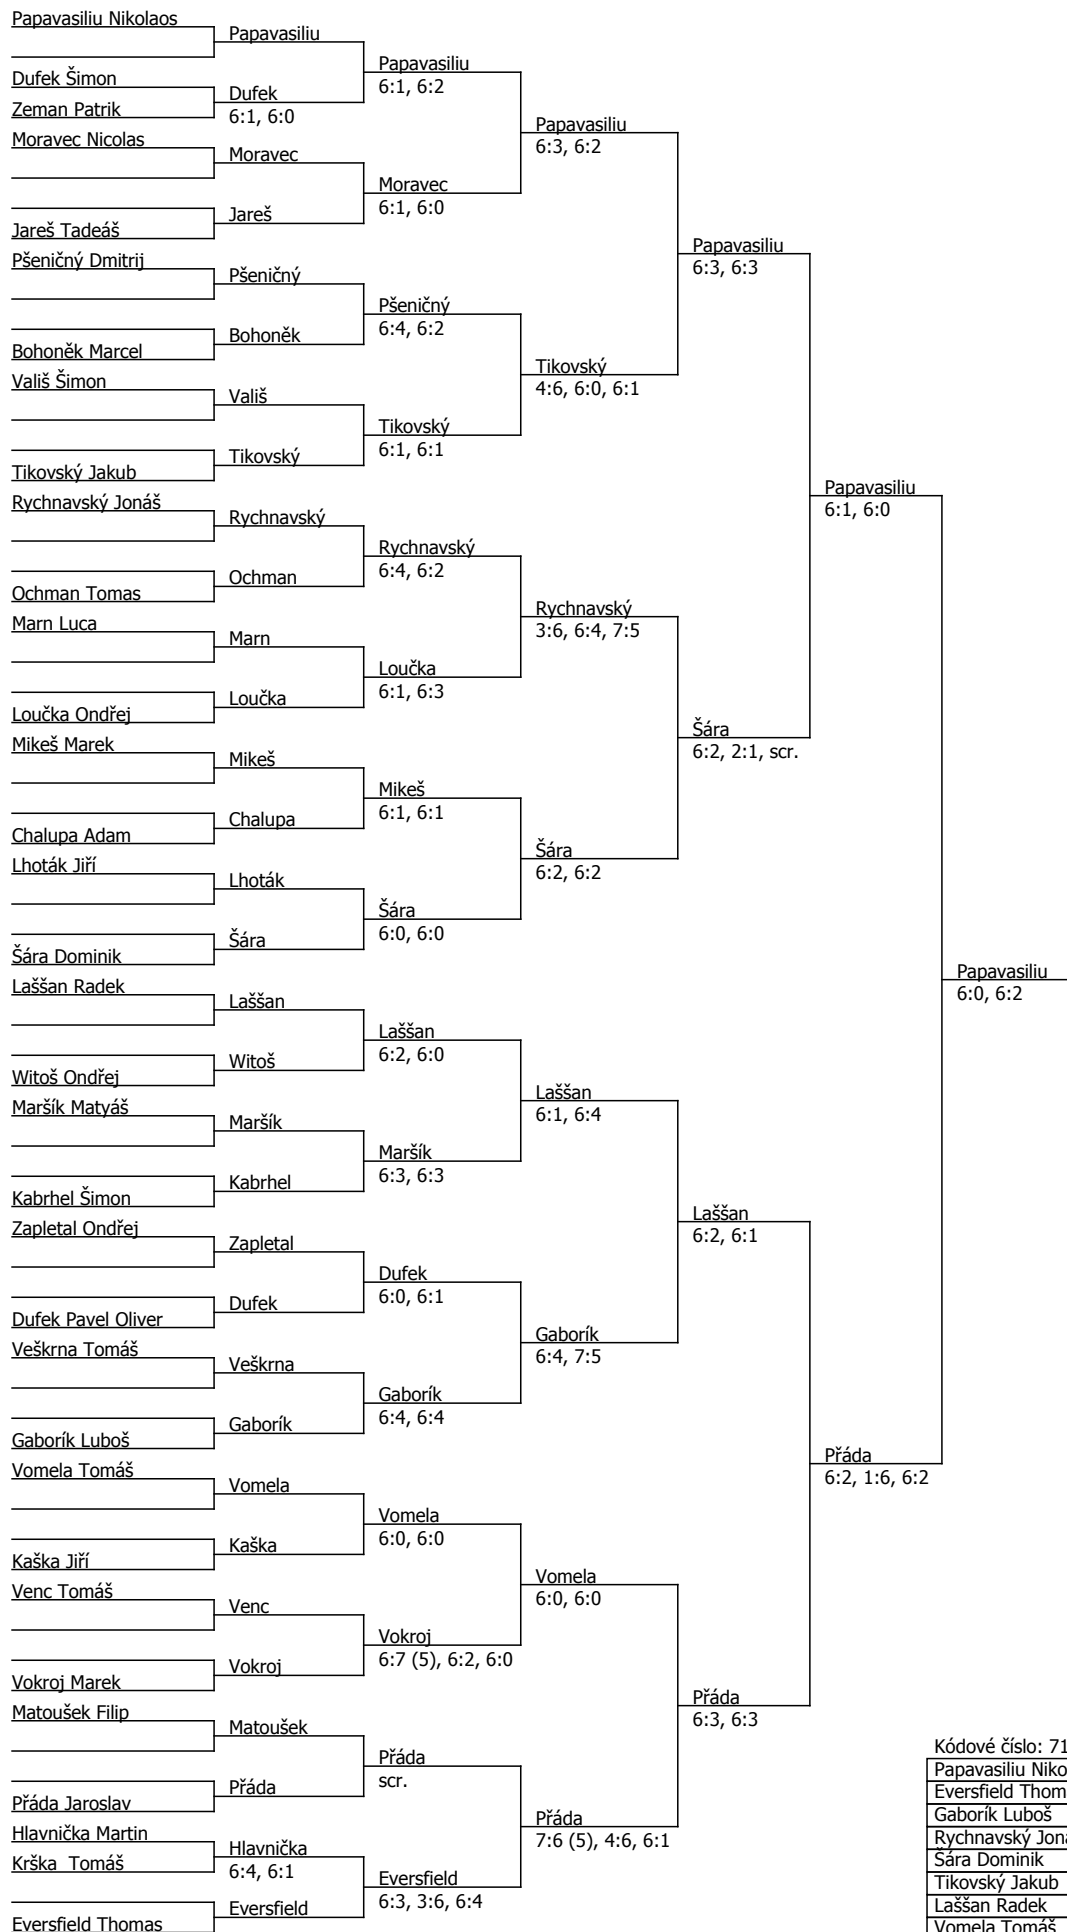 Papavasiliu Nikolaos
Dufek Šimon
Zeman Patrik
Moravec Nicolas
Jareš Tadeáš
Pšeničný Dmitrij
Bohoněk Marcel
Vališ Šimon
Tikovský Jakub
Rychnavský Jonáš
Ochman Tomas
Marn Luca
Loučka Ondřej
Mikeš Marek
Chalupa Adam
Lhoták Jiří
Šára Dominik
Laššan Radek
Witoš Ondřej
Maršík Matyáš
Kabrhel Šimon
Zapletal Ondřej
Dufek Pavel Oliver
Veškrna Tomáš
Gaborík Luboš
Vomela Tomáš
Kaška Jiří
Venc Tomáš
Vokroj Marek
Matoušek Filip
Přáda Jaroslav
Hlavnička Martin
Krška  Tomáš
Eversfield Thomas
Papavasiliu
Dufek
6:1, 6:0
Moravec
Jareš
Pšeničný
Bohoněk
Vališ
Tikovský
Rychnavský
Ochman
Marn
Loučka
Mikeš
Chalupa
Lhoták
Šára
Laššan
Witoš
Maršík
Kabrhel
Zapletal
Dufek
Veškrna
Gaborík
Vomela
Kaška
Venc
Vokroj
Matoušek
Přáda
Hlavnička
6:4, 6:1
Eversfield
Papavasiliu
6:1, 6:2
Moravec
6:1, 6:0
Pšeničný
6:4, 6:2
Tikovský
6:1, 6:1
Rychnavský
6:4, 6:2
Loučka
6:1, 6:3
Mikeš
6:1, 6:1
Šára
6:0, 6:0
Laššan
6:2, 6:0
Maršík
6:3, 6:3
Dufek
6:0, 6:1
Gaborík
6:4, 6:4
Vomela
6:0, 6:0
Vokroj
6:7 (5), 6:2, 6:0
Přáda
scr.
Eversfield
6:3, 3:6, 6:4
Papavasiliu
6:3, 6:2
Tikovský
4:6, 6:0, 6:1
Rychnavský
3:6, 6:4, 7:5
Šára
6:2, 6:2
Laššan
6:1, 6:4
Gaborík
6:4, 7:5
Vomela
6:0, 6:0
Přáda
7:6 (5), 4:6, 6:1
Papavasiliu
6:3, 6:3
Šára
6:2, 2:1, scr.
Laššan
6:2, 6:1
Přáda
6:3, 6:3
Papavasiliu
6:1, 6:0
Přáda
6:2, 1:6, 6:2
Papavasiliu
6:0, 6:2
Kódové číslo: 71
Papavasiliu Niko
Eversfield Thom
Gaborík Luboš
Rychnavský Jon
Šára Dominik
Tikovský Jakub
Laššan Radek
Vomela Tomáš